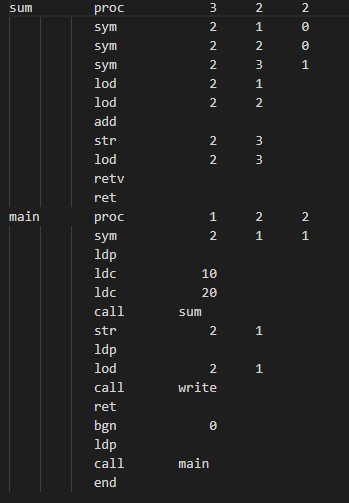 sum proc 3 2 2
sym 2 1 0
sym 2 2 0
sym 2 3 1
lod 2 1
lod 2 2
add
str 2 3
lod 2 3
retv
ret
main proc 1 2 2
sym 2 1 1
ldp
ldc 10
ldc 20
call sum
str 2 1
ldp
lod 2 1
call write
ret
bgn 0
ldp
call main
end